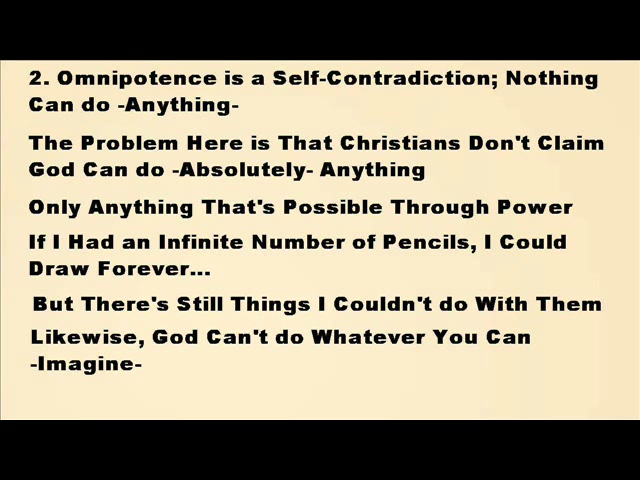 2. Omnipotence is a Self-Contradiction; Nothing
Can do -Anything-
The Problem Here is That Christians Don't Claim
God Can do -Absolutely- Anything
Only Anything That's Possible Through Power
If I Had an Infinite Number of Pencils, I Could
Draw Forever...
But There's Still Things I Couldn't do With Them
Likewise, God Can't do Whatever You Can
-Imagine-